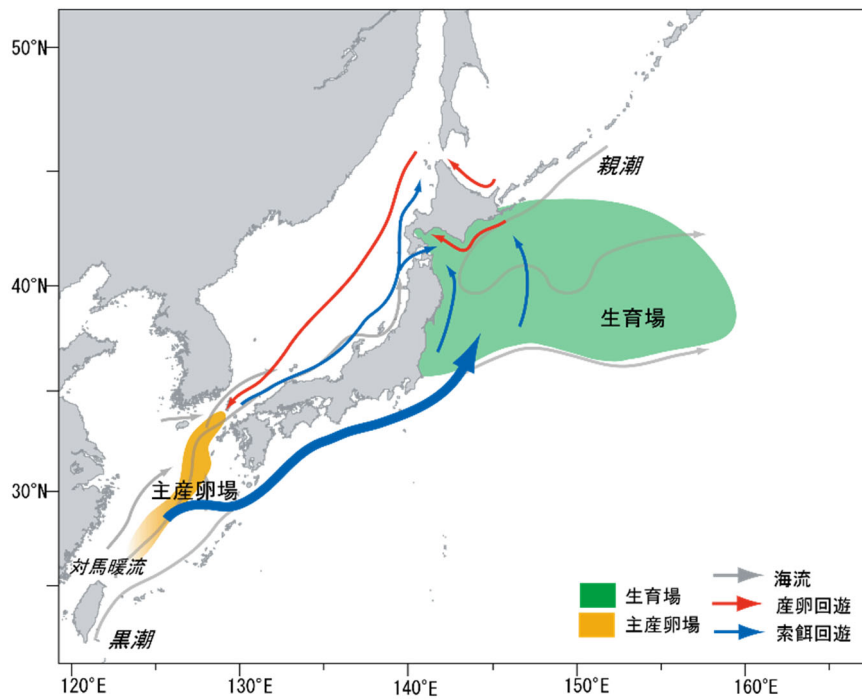 50°N
40°N
30°N
親潮
生育場
主産卵場
対馬暖流
黒潮
生育場
主産卵場
海流
産卵回遊
索餌回遊
120°E
130°E
140°E
150°E
160°E